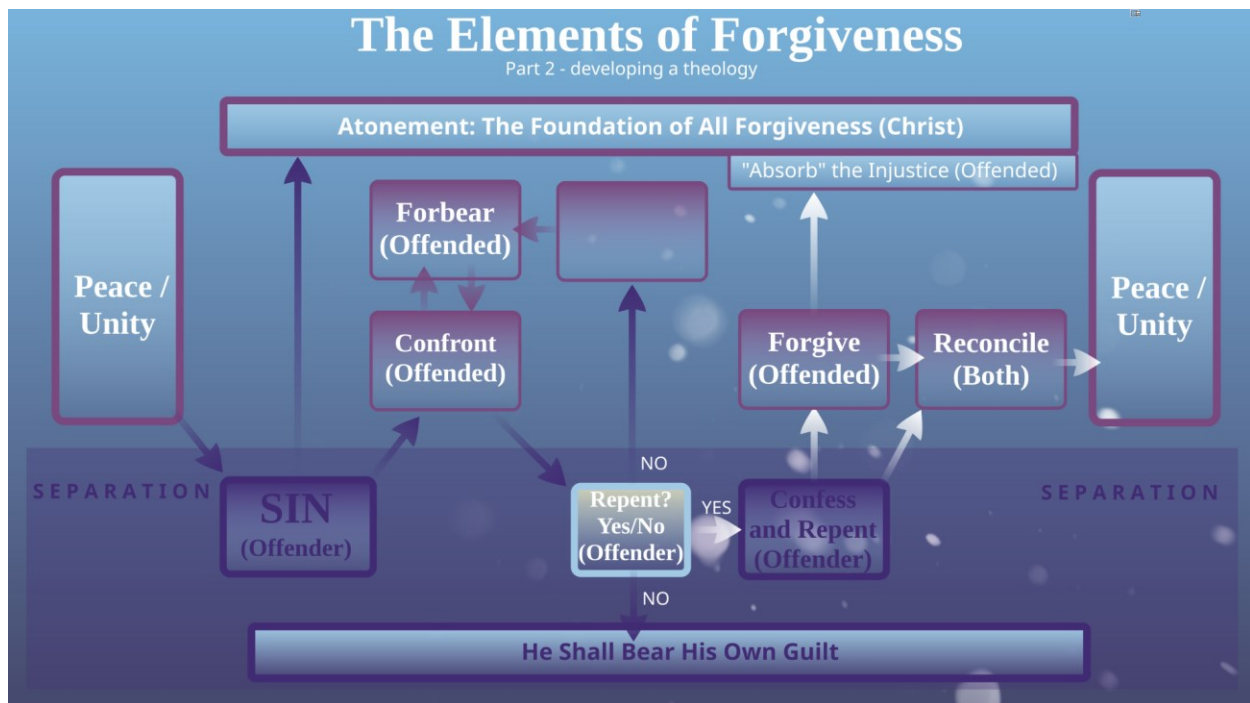 The Elements of Forgiveness
Part 2 - developing a theology
Atonement: The Foundation of All Forgiveness (Christ)
"Absorb" the Injustice (Offended)
Peace /
Unity
Forbear
(Offended)
Confront
(Offended)
Forgive
(Offended)
Reconcile
(Both)
Peace /
Unity
SEPARATION
SIN
(Offender)
NO
Repent?
Yes/No
(Offender)
YES
Confess
and Repent
(Offender)
SEPARATION
NO
He Shall Bear His Own Guilt